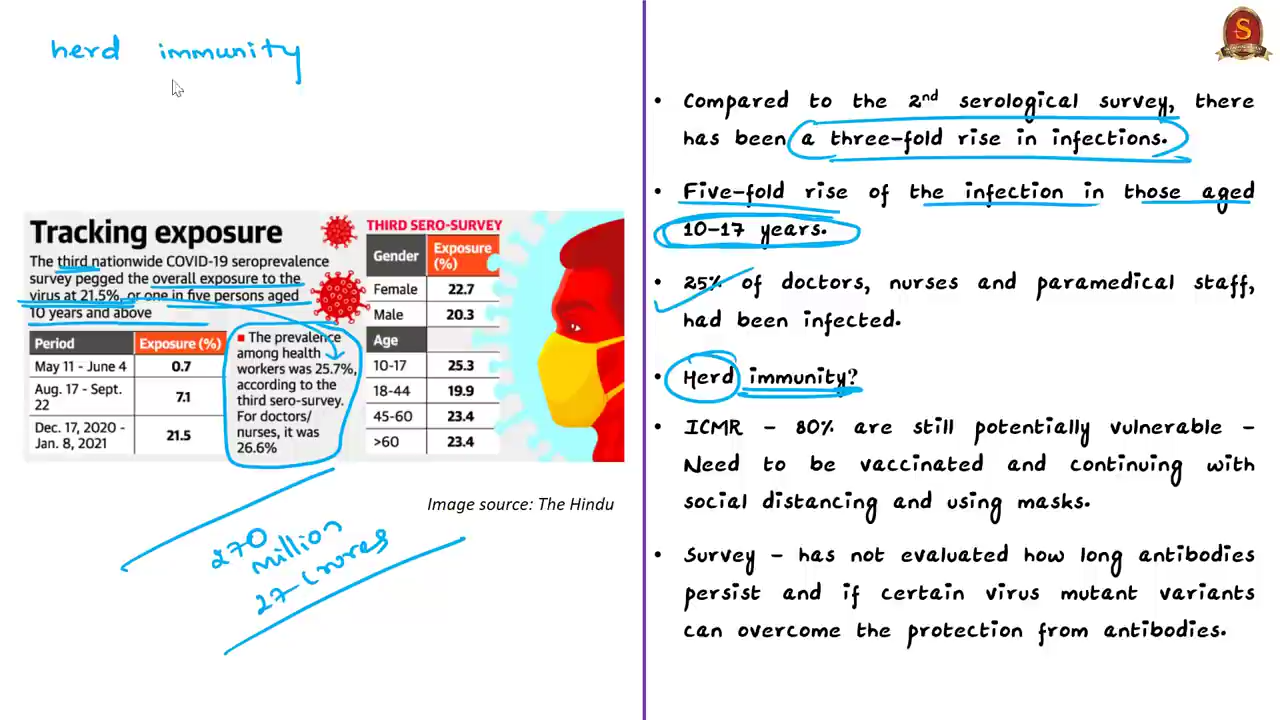 herd immunity
Tracking exposure
The third nationwide COVID-19 seroprevalence
survey pegged the overall exposure to the
virus at 21.5%, or one in five persons aged
10 years and above
Period Exposure (%)
May 11 - June 4 0.7
Aug. 17 - Sept.
22 7.1
Dec. 17, 2020 -
Jan. 8, 2021 21.5
■ The prevalence
among health
workers was 25.7%,
according to the
third sero-survey.
For doctors/
nurses, it was
26.6%
THIRD SERO-SURVEY
Gender Exposure
(%)
Female 22.7
Male 20.3
Age
10-17 25.3
18-44 19.9
45-60 23.4
>60 23.4
Image source: The Hindu
270
million
27 Crores
S
• Compared to the 2nd serological survey, there
has been a three-fold rise in infections.
• Five-fold rise of the infection in those aged
10-17 years.
• 25% of doctors, nurses and paramedical staff,
had been infected.
• Herd immunity?
• ICMR - 80% are still potentially vulnerable -
Need to be vaccinated and continuing with
social distancing and using masks.
• Survey - has not evaluated how long antibodies
persist and if certain virus mutant variants
can overcome the protection from antibodies.